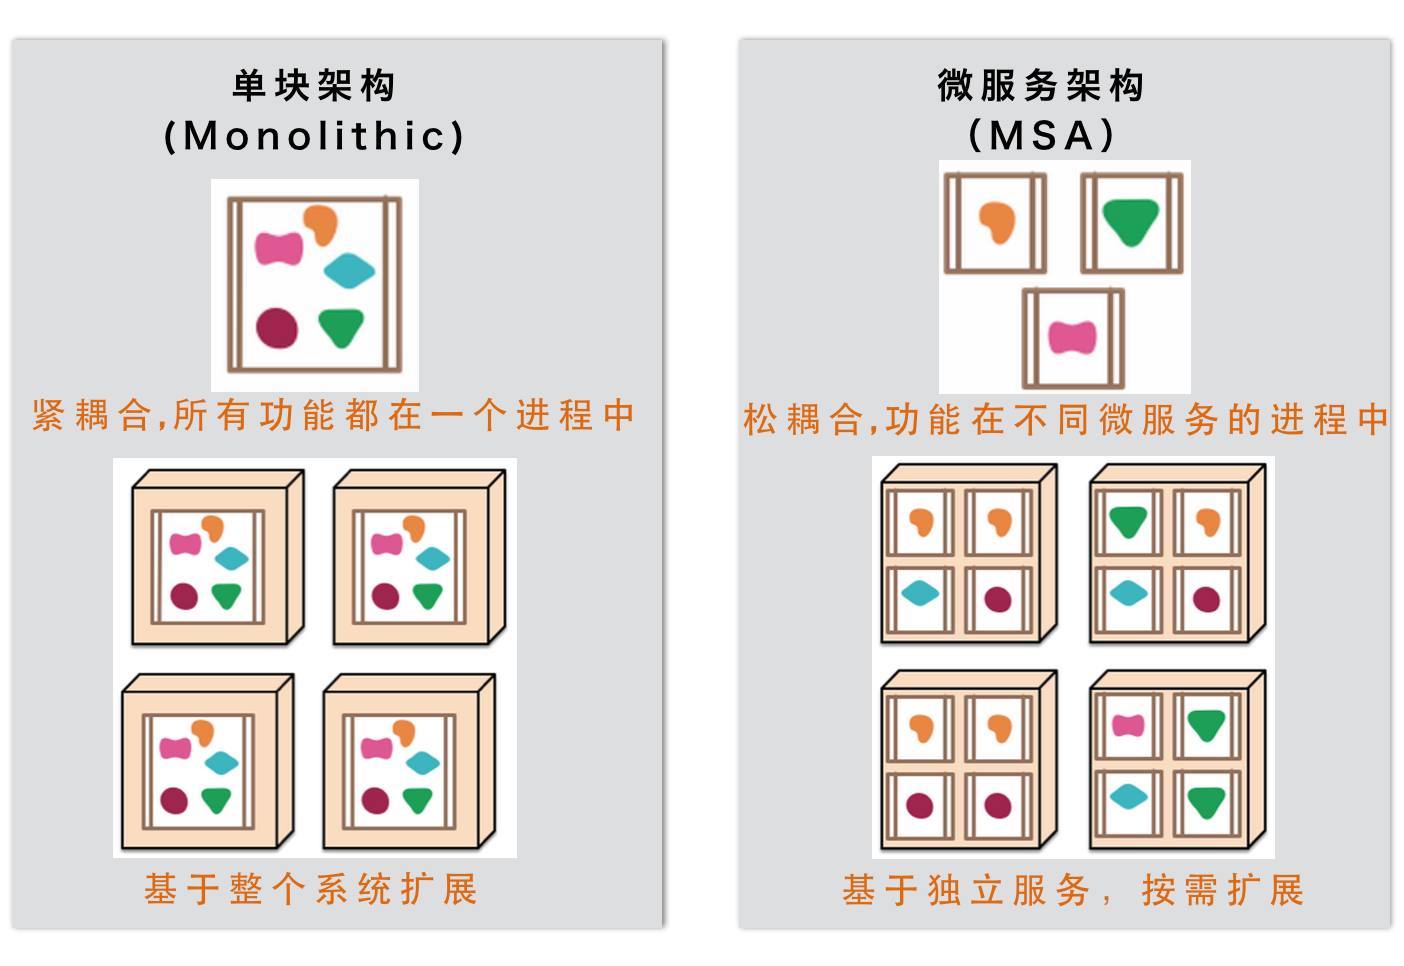 单块架构
(Monolithic)
紧耦合,所有功能都在一个进程中
基于整个系统扩展
微服务架构
(MSA)
松耦合,功能在不同微服务的进程中
基于独立服务，按需扩展